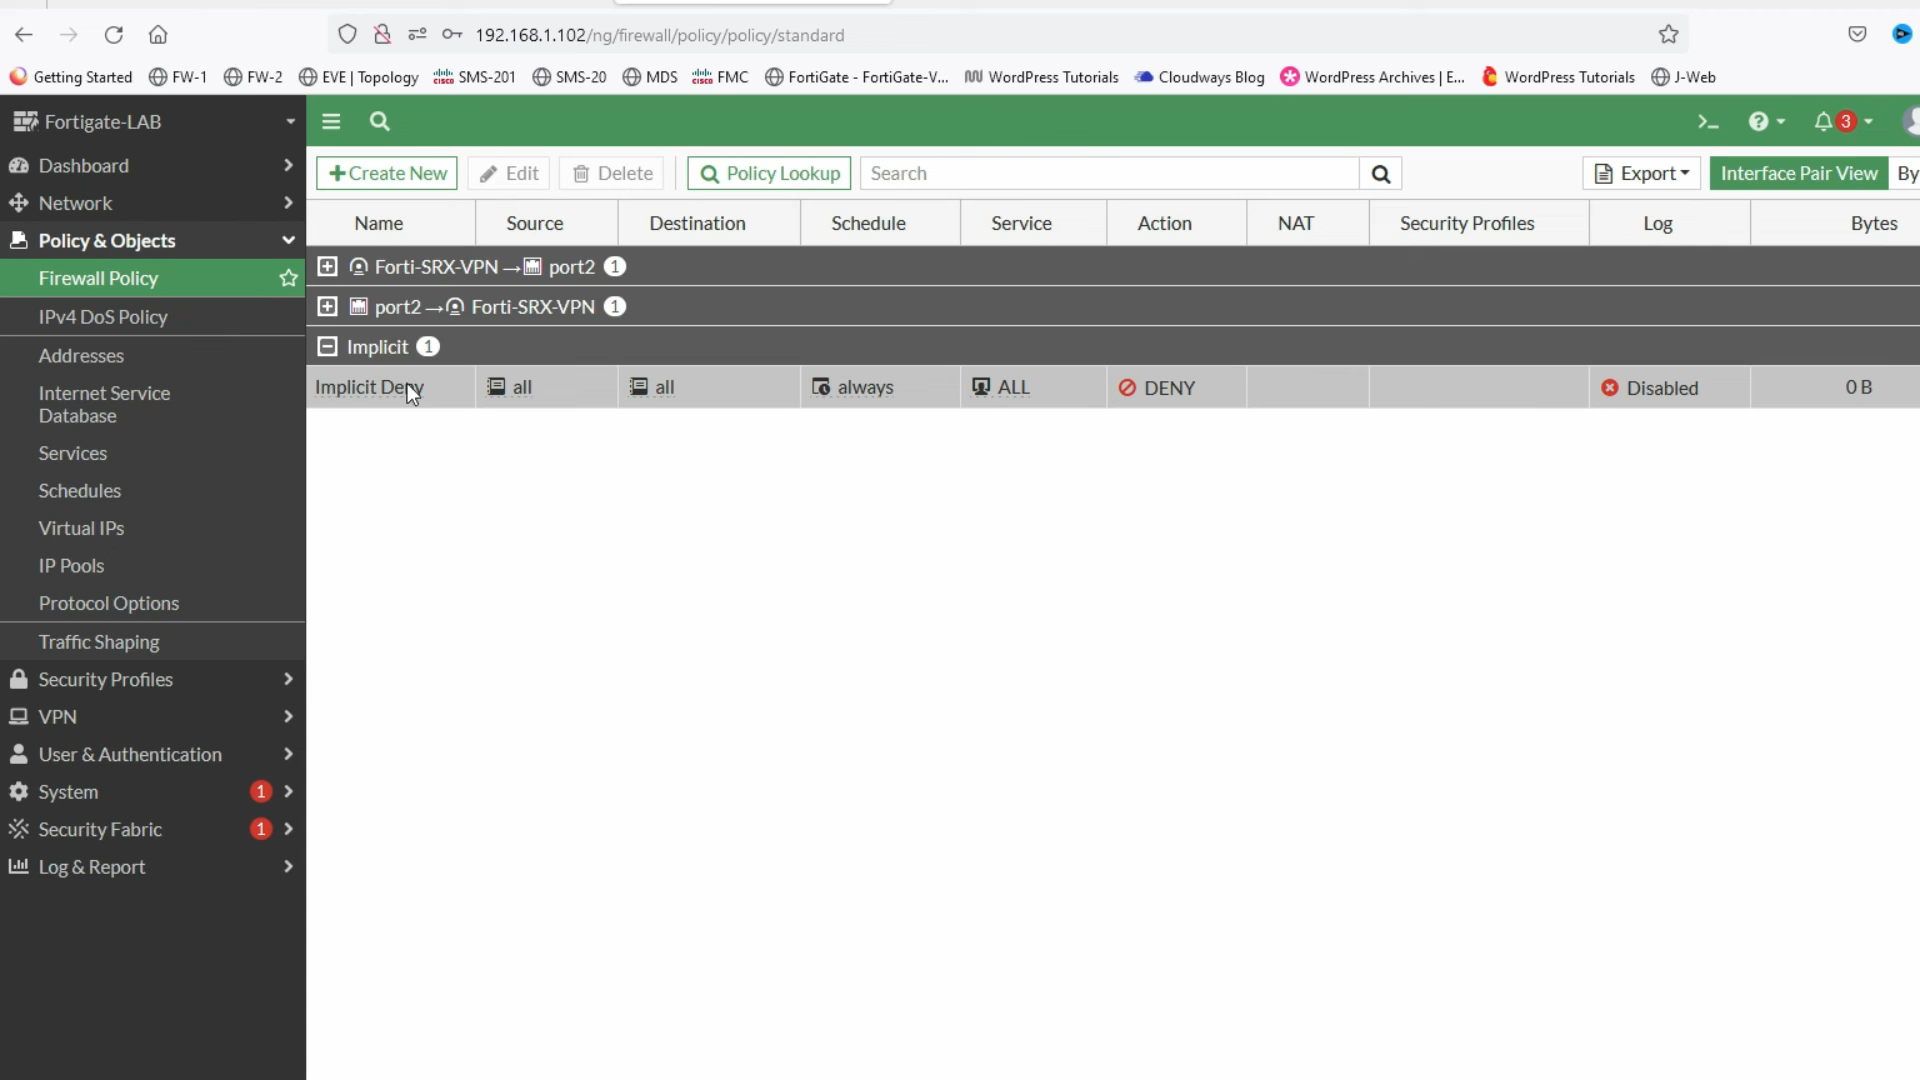 192.168.1.102/ng/firewall/policy/policy/standard
Getting Started FW-1 FW-2 EVE | Topology SMS-201 SMS-20 MDS FMC FortiGate - FortiGate-V... WordPress Tutorials Cloudways Blog WordPress Archives | E... WordPress Tutorials J-Web
Fortigate-LAB
>_ ? 3
Dashboard
Network
Policy & Objects
Firewall Policy
IPv4 DoS Policy
Addresses
Internet Service
Database
Services
Schedules
Virtual IPs
IP Pools
Protocol Options
Traffic Shaping
Security Profiles
VPN
User & Authentication
System 1
Security Fabric 1
Log & Report
+Create New Edit Delete Policy Lookup Search Export Interface Pair View By
Name Source Destination Schedule Service Action NAT Security Profiles Log Bytes
Forti-SRX-VPN → port2 1
port2 → Forti-SRX-VPN 1
Implicit 1
Implicit Deny all all always ALL DENY Disabled 0 B